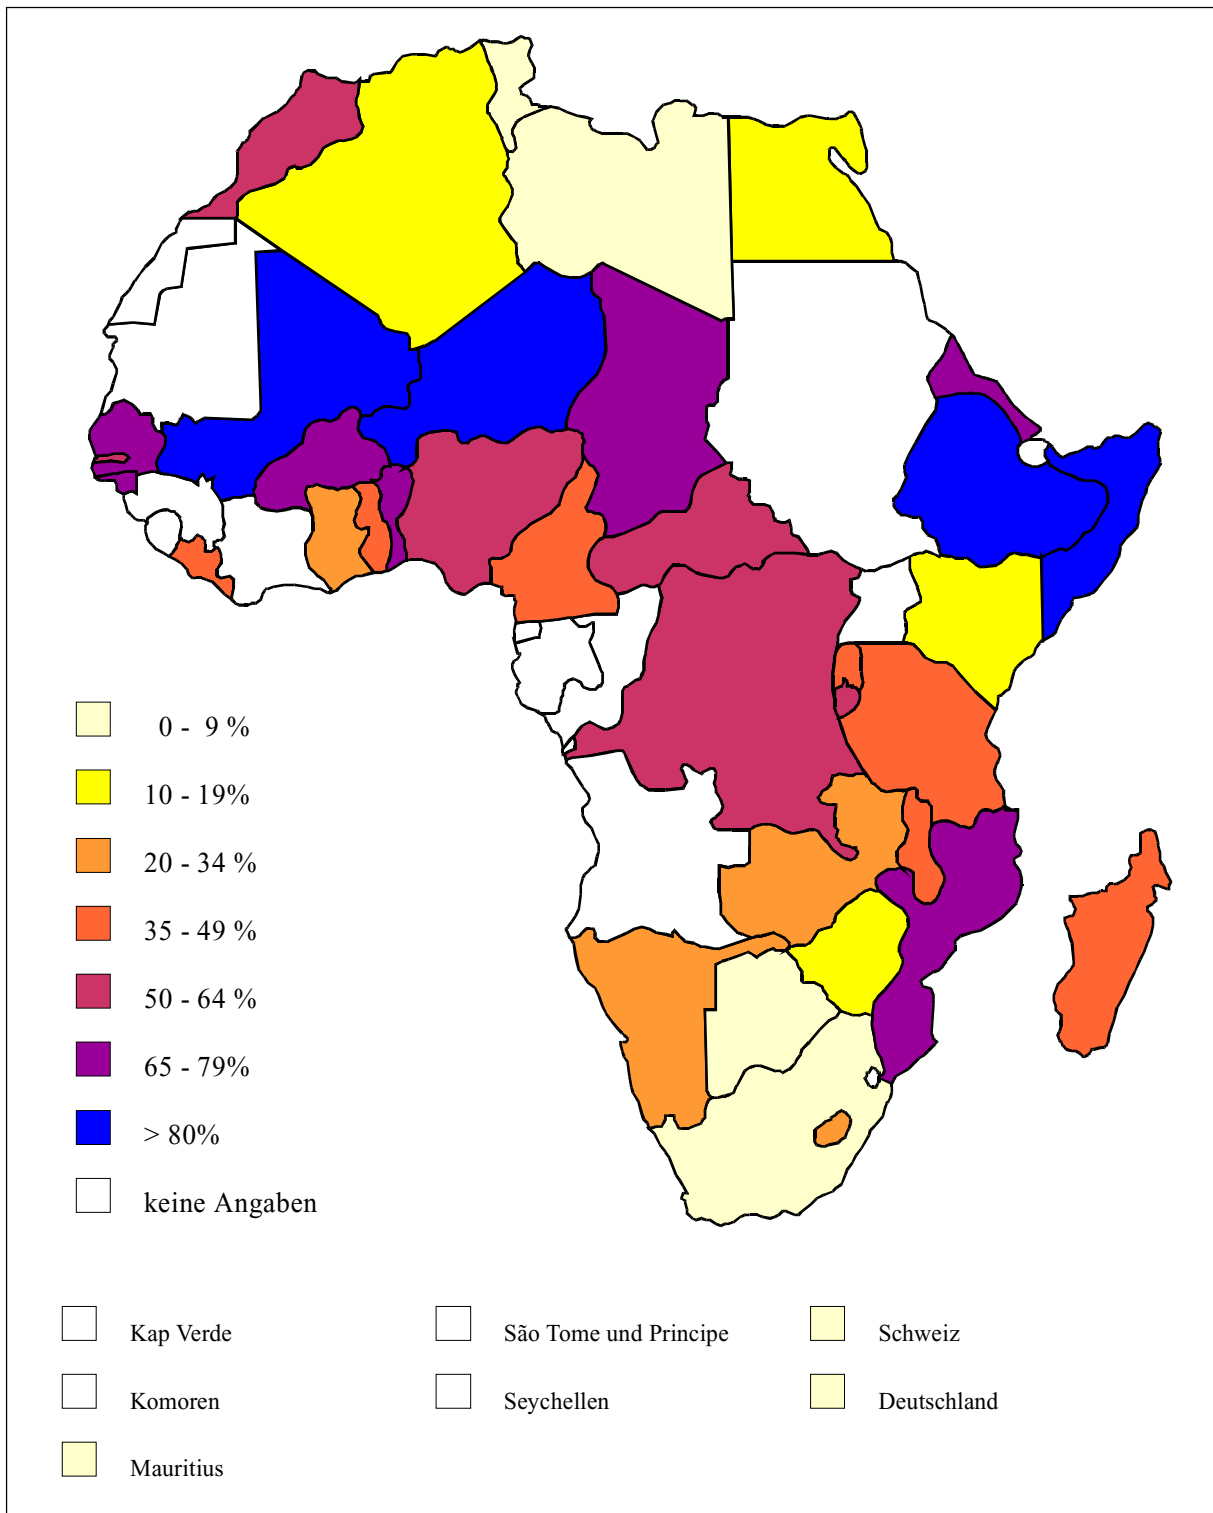 0 - 9 %
10 - 19%
20 - 34 %
35 - 49 %
50 - 64 %
65 - 79%
> 80%
keine Angaben
Kap Verde
São Tome und Principe
Schweiz
Komoren
Seychellen
Deutschland
Mauritius